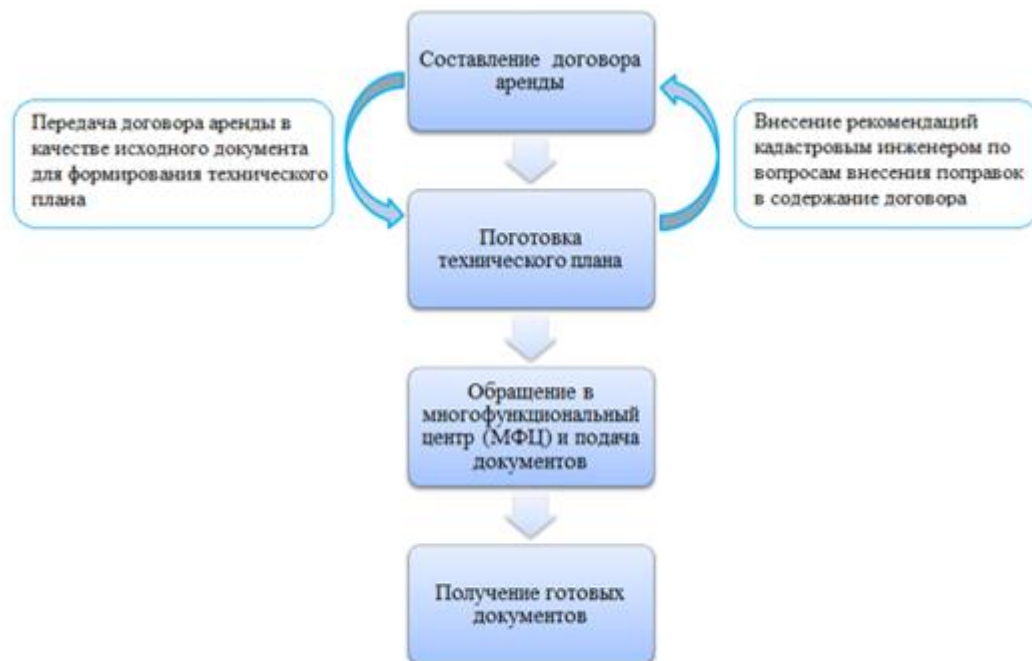 Составление договора
аренды
Передача договора аренды в
качестве исходного документа
для формирования технического
плана
Внесение рекомендаций
кадастровым инженером по
вопросам внесения поправок
в содержание договора
Поготовка
технического плана
Обращение в
многофункциональный
центр (МФЦ) и подача
документов
Получение готовых
документов